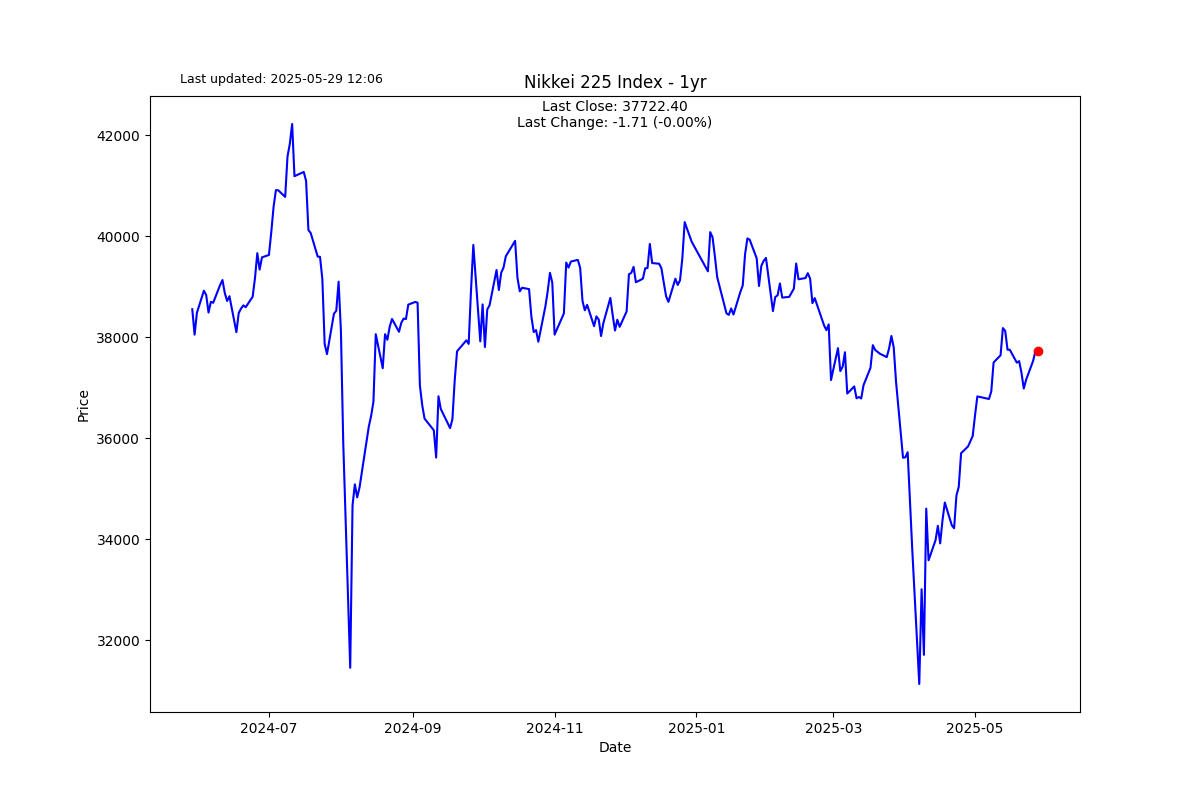 Last updated: 2025-05-29 12:06
Nikkei 225 Index - 1yr
Last Close: 37722.40
Last Change: -1.71 (-0.00%)
42000
40000
38000
36000
34000
32000
Price
2024-07
2024-09
2024-11
2025-01
2025-03
2025-05
Date